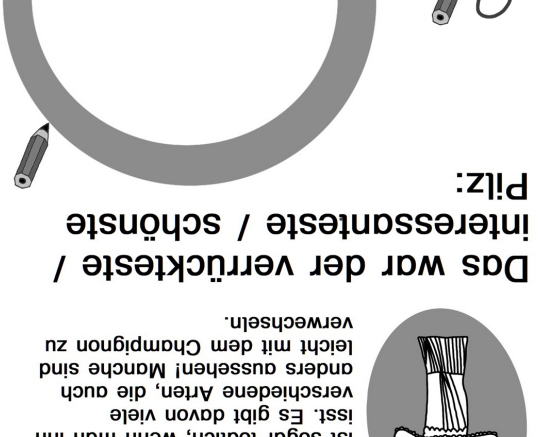 ist sogar tödlich, wenn man ihn
isst. Es gibt davon viele
verschiedene Arten, die auch
anders aussehen! Manche sind
leicht mit dem Champignon zu
verwechseln.
Das war der verrückteste /
interessanteste / schönste
Pilz: